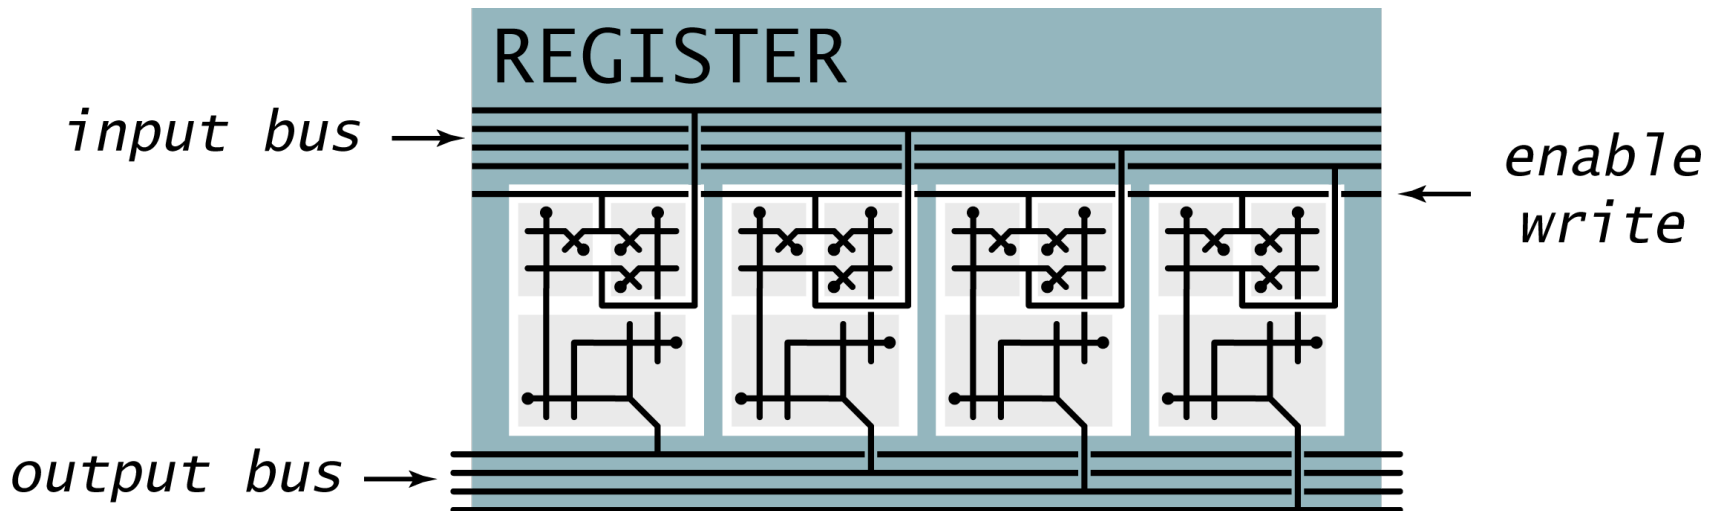 REGISTER
input bus
enable
write
output bus